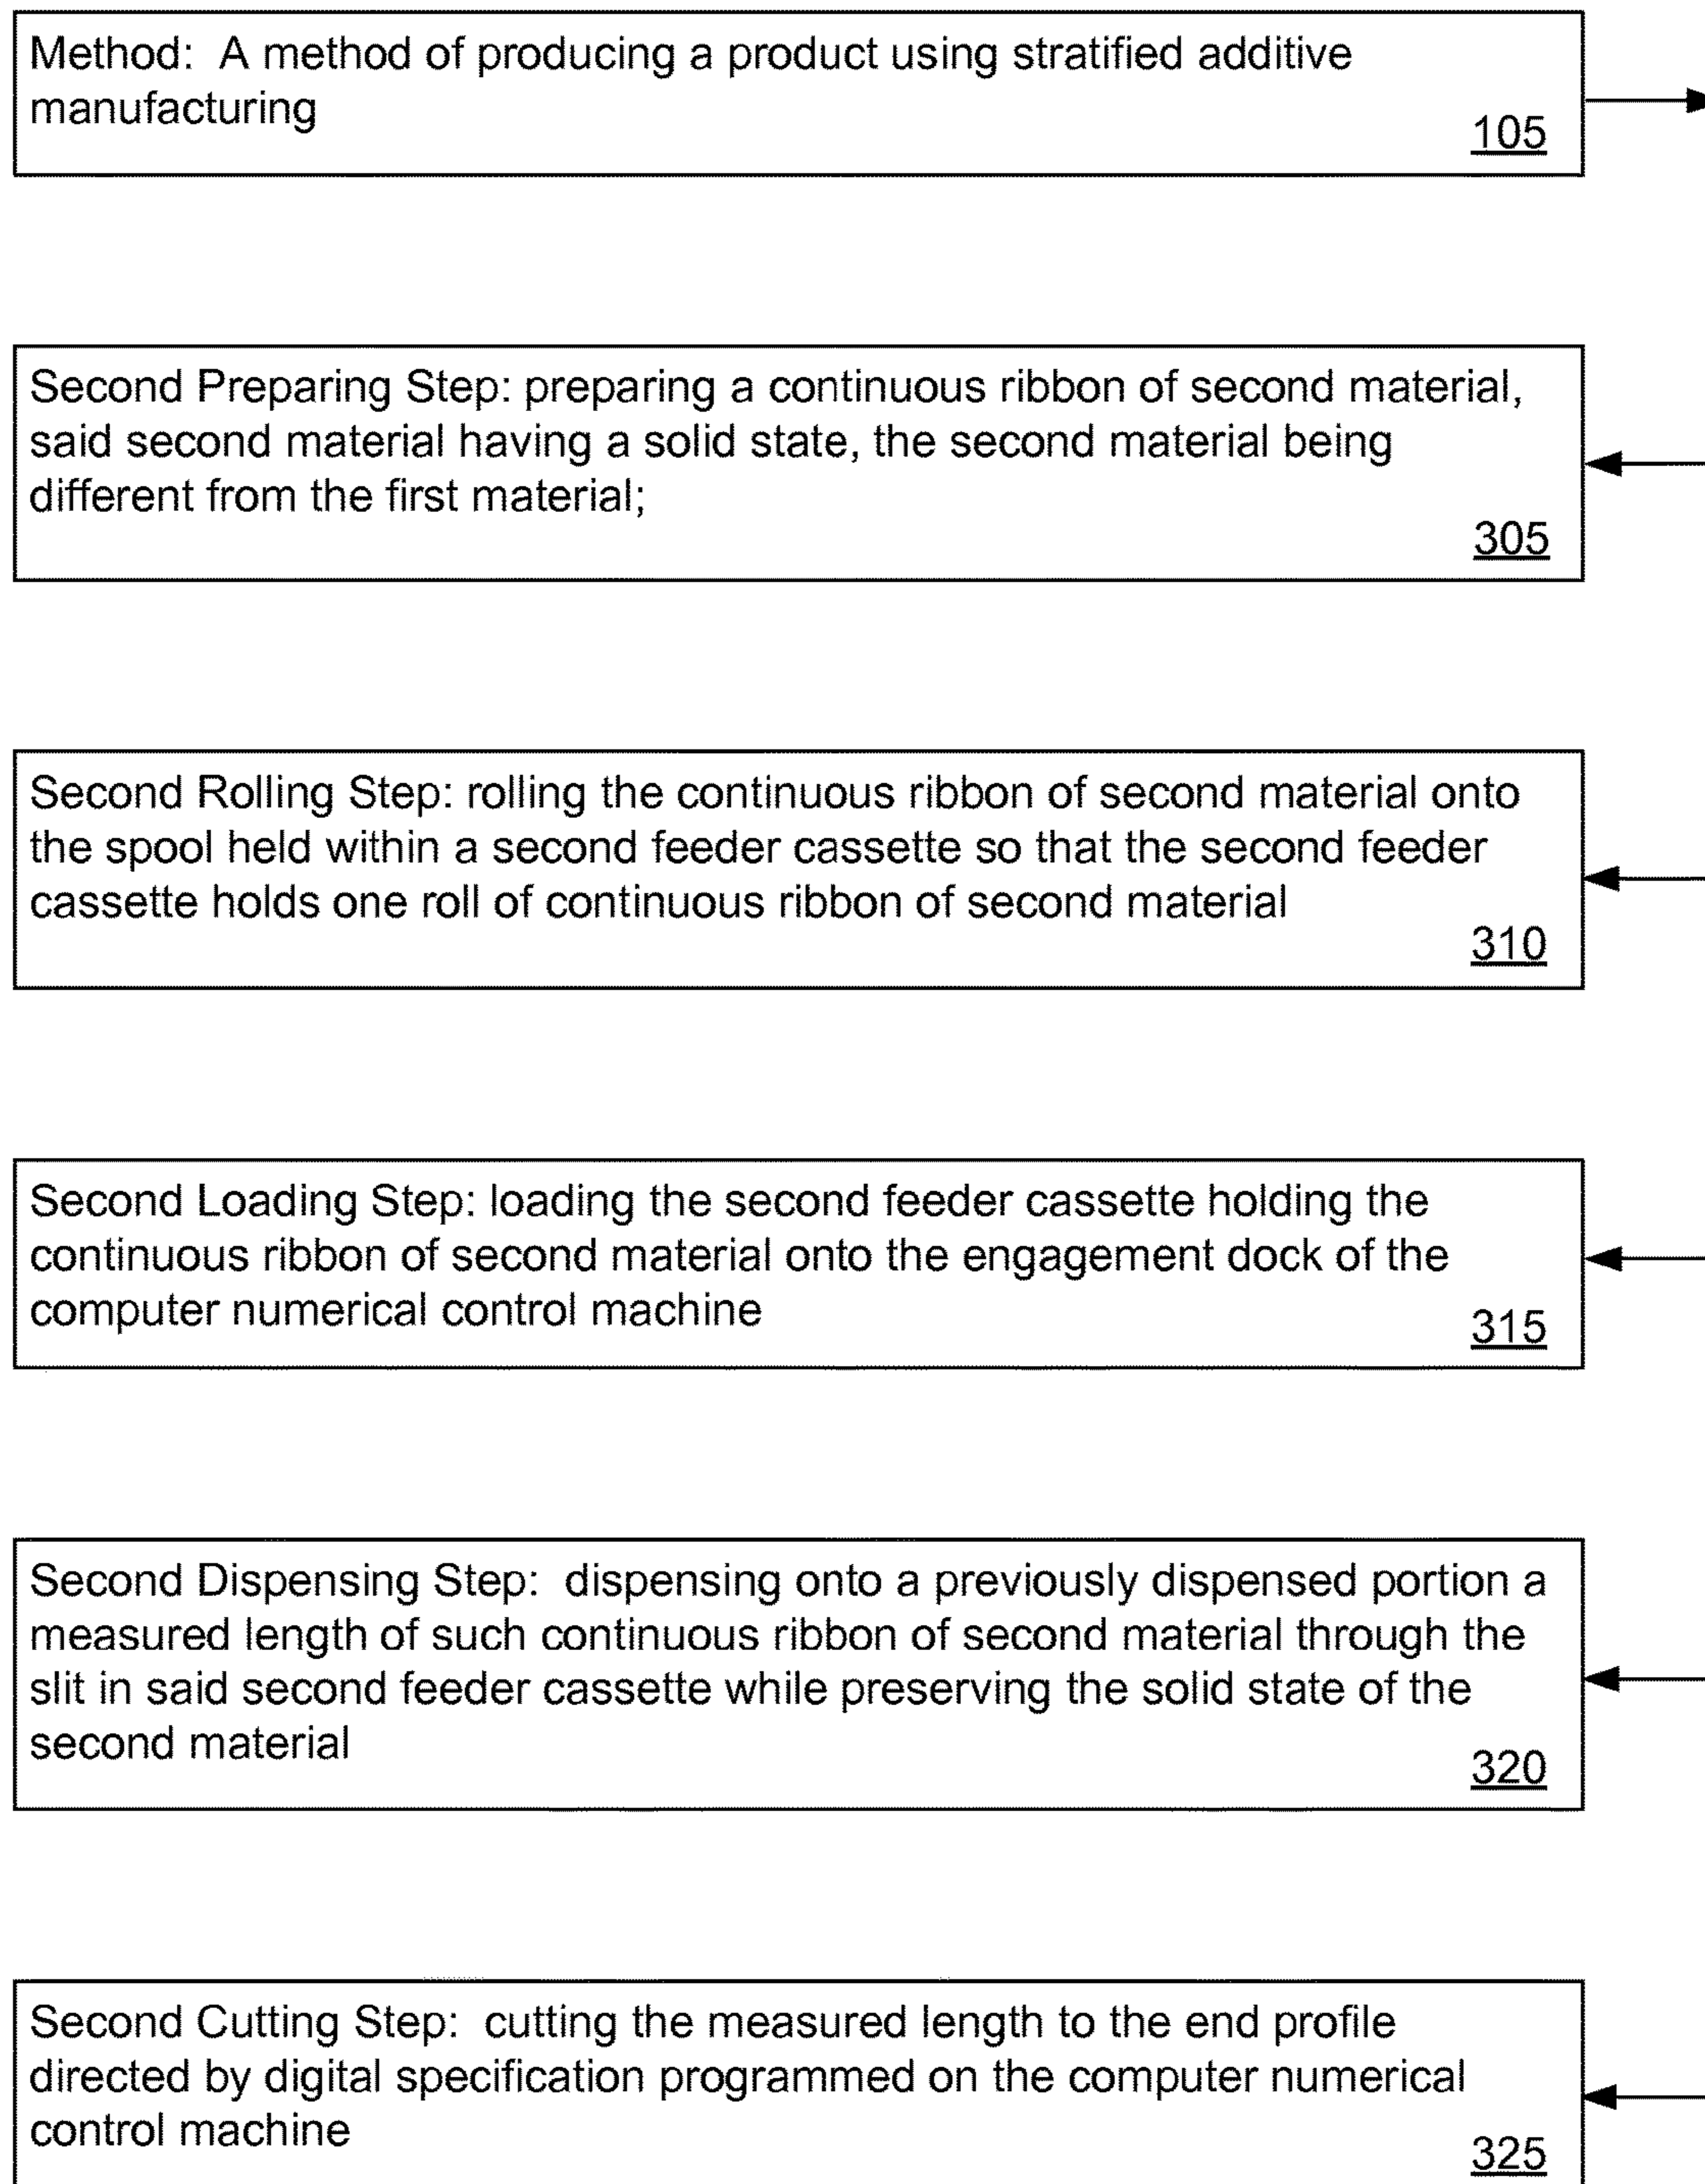 Method: A method of producing a product using stratified additive
manufacturing
105
Second Preparing Step: preparing a continuous ribbon of second material,
said second material having a solid state, the second material being
different from the first material;
305
Second Rolling Step: rolling the continuous ribbon of second material onto
the spool held within a second feeder cassette so that the second feeder
cassette holds one roll of continuous ribbon of second material
310
Second Loading Step: loading the second feeder cassette holding the
continuous ribbon of second material onto the engagement dock of the
computer numerical control machine
315
Second Dispensing Step: dispensing onto a previously dispensed portion a
measured length of such continuous ribbon of second material through the
slit in said second feeder cassette while preserving the solid state of the
second material
320
Second Cutting Step: cutting the measured length to the end profile
directed by digital specification programmed on the computer numerical
control machine
325